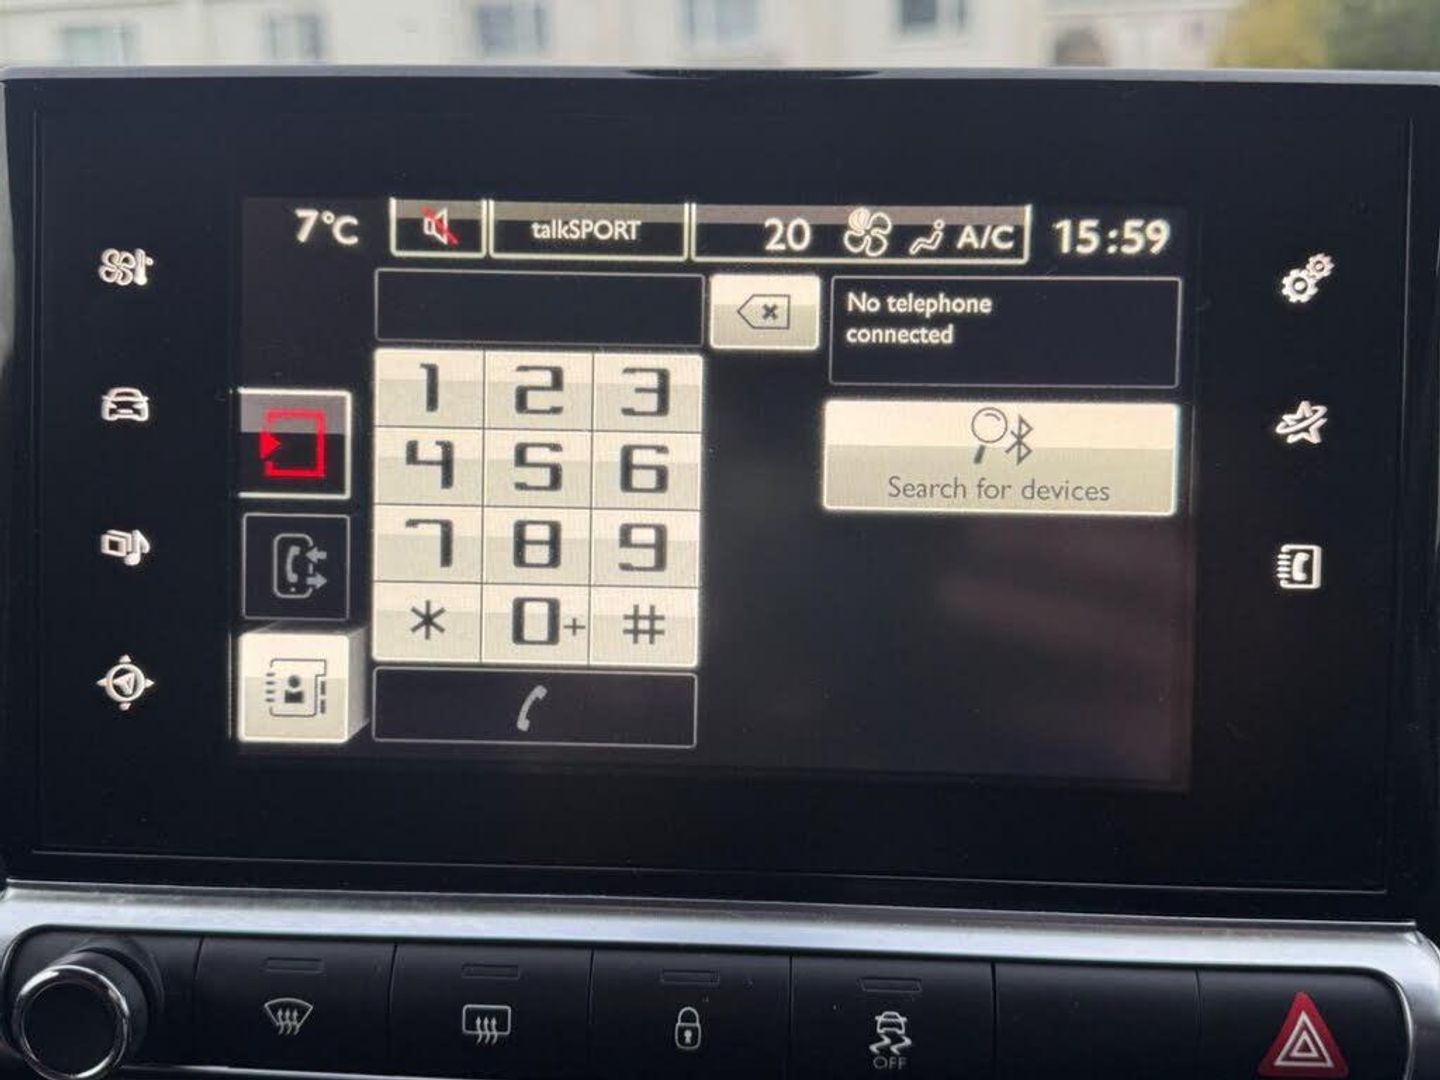 7°C
talkSPORT
20
A/C
15:59
No telephone
connected
1 2 3
4 5 6
7 8 9
* 0+ #
Search for devices
OFF